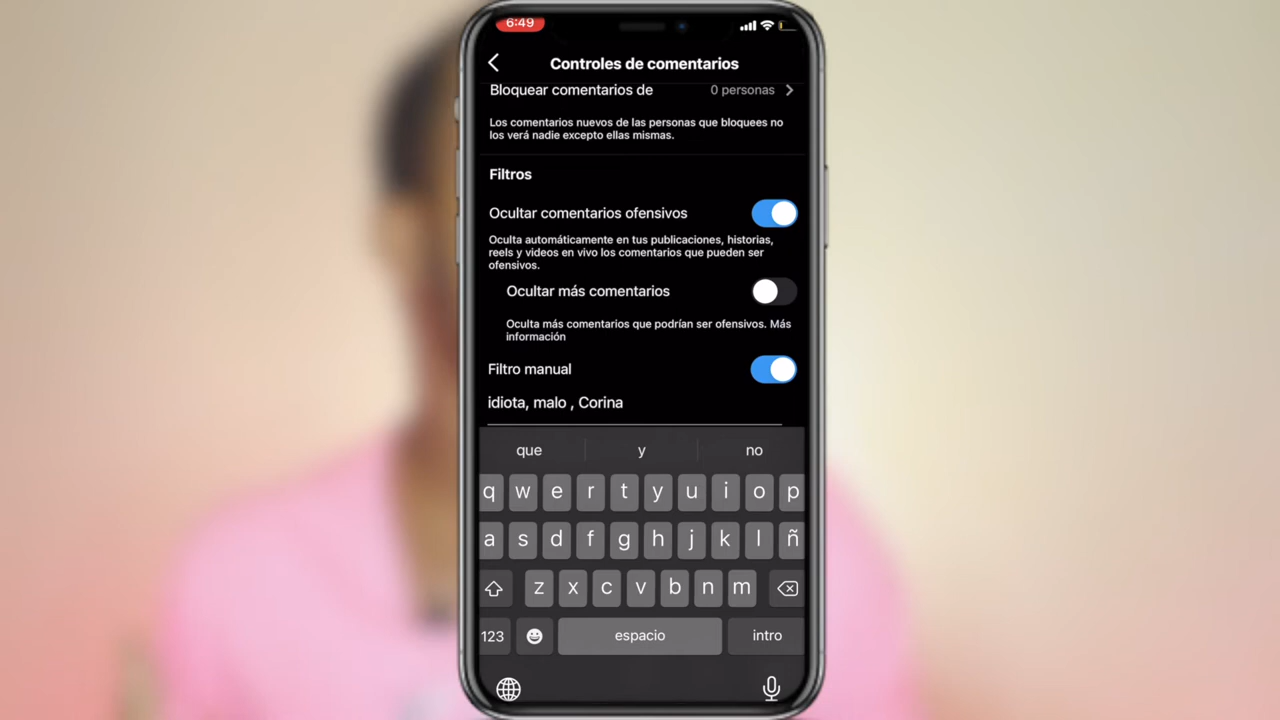 6:49
Controles de comentarios
Bloquear comentarios de 0 personas
Los comentarios nuevos de las personas que bloquees no
los verá nadie excepto ellas mismas.
Filtros
Ocultar comentarios ofensivos
Oculta automáticamente en tus publicaciones, historias,
reels y videos en vivo los comentarios que pueden ser
ofensivos.
Ocultar más comentarios
Oculta más comentarios que podrían ser ofensivos. Más
información
Filtro manual
idiota, malo , Corina
que y no
q w e r t y u i o p
a s d f g h j k l ñ
z x c v b n m
123 espacio intro